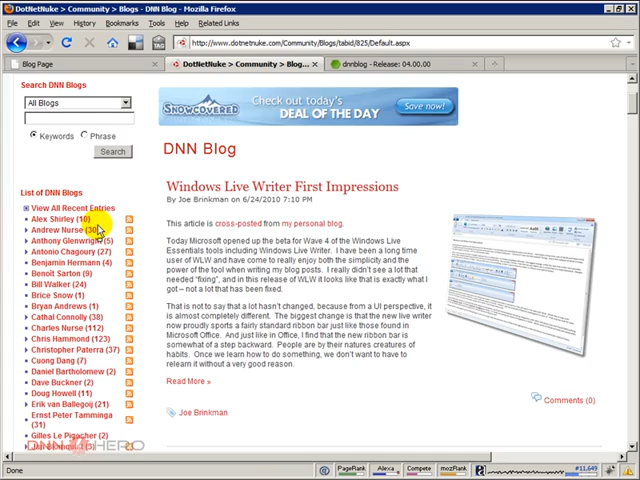 DotNetNuke > Community > Blogs - DNN Blog - Mozilla Firefox
File Edit View History Bookmarks Tools Help Related Links
http://www.dotnetnuke.com/Community/Blogs/tabid/825/Default.aspx
Blog Page
DotNetNuke > Community > Blog...
dnnblog - Release: 04.00.00
Search DNN Blogs
All Blogs
Keywords Phrase
Search
List of DNN Blogs
View All Recent Entries
Alex Shirley (10)
Andrew Nurse (30)
Anthony Glenwright (5)
Antonio Chagoury (27)
Benjamin Hermann (4)
Benoît Sarton (9)
Bill Walker (24)
Brice Snow (1)
Bryan Andrews (1)
Cathal Connolly (38)
Charles Nurse (112)
Chris Hammond (123)
Christopher Paterra (37)
Cuong Dang (7)
Daniel Bartholomew (2)
Dave Buckner (2)
Doug Howell (11)
Erik van Ballegoij (21)
Ernst Peter Tamminga
(31)
Gilles Le Pigocher (2)
DNN HERO
SNOWCOVERED
Check out today's
DEAL OF THE DAY
Save now!
DNN Blog
Windows Live Writer First Impressions
By Joe Brinkman on 6/24/2010 7:10 PM
This article is cross-posted from my personal blog.
Today Microsoft opened up the beta for Wave 4 of the Windows Live
Essentials tools including Windows Live Writer. I have been a long time
user of WLW and have come to really enjoy both the simplicity and the
power of the tool when writing my blog posts. I really didn't see a lot that
needed "fixing", and in this release of WLW it looks like that is exactly what I
got – not a lot that has been fixed.
That is not to say that a lot hasn't changed, because from a UI perspective, it
is almost completely different. The biggest change is that the new live writer
now proudly sports a fairly standard ribbon bar just like those found in
Microsoft Office. And just like in Office, I find that the new ribbon bar is
somewhat of a step backward. People are by their natures creatures of
habits. Once we learn how to do something, we don't want to have to
relearn it without really good reason.
Read More »
Comments (0)
Joe Brinkman
Done
PageRank
Alexa
Compete
mozRank
#11,649